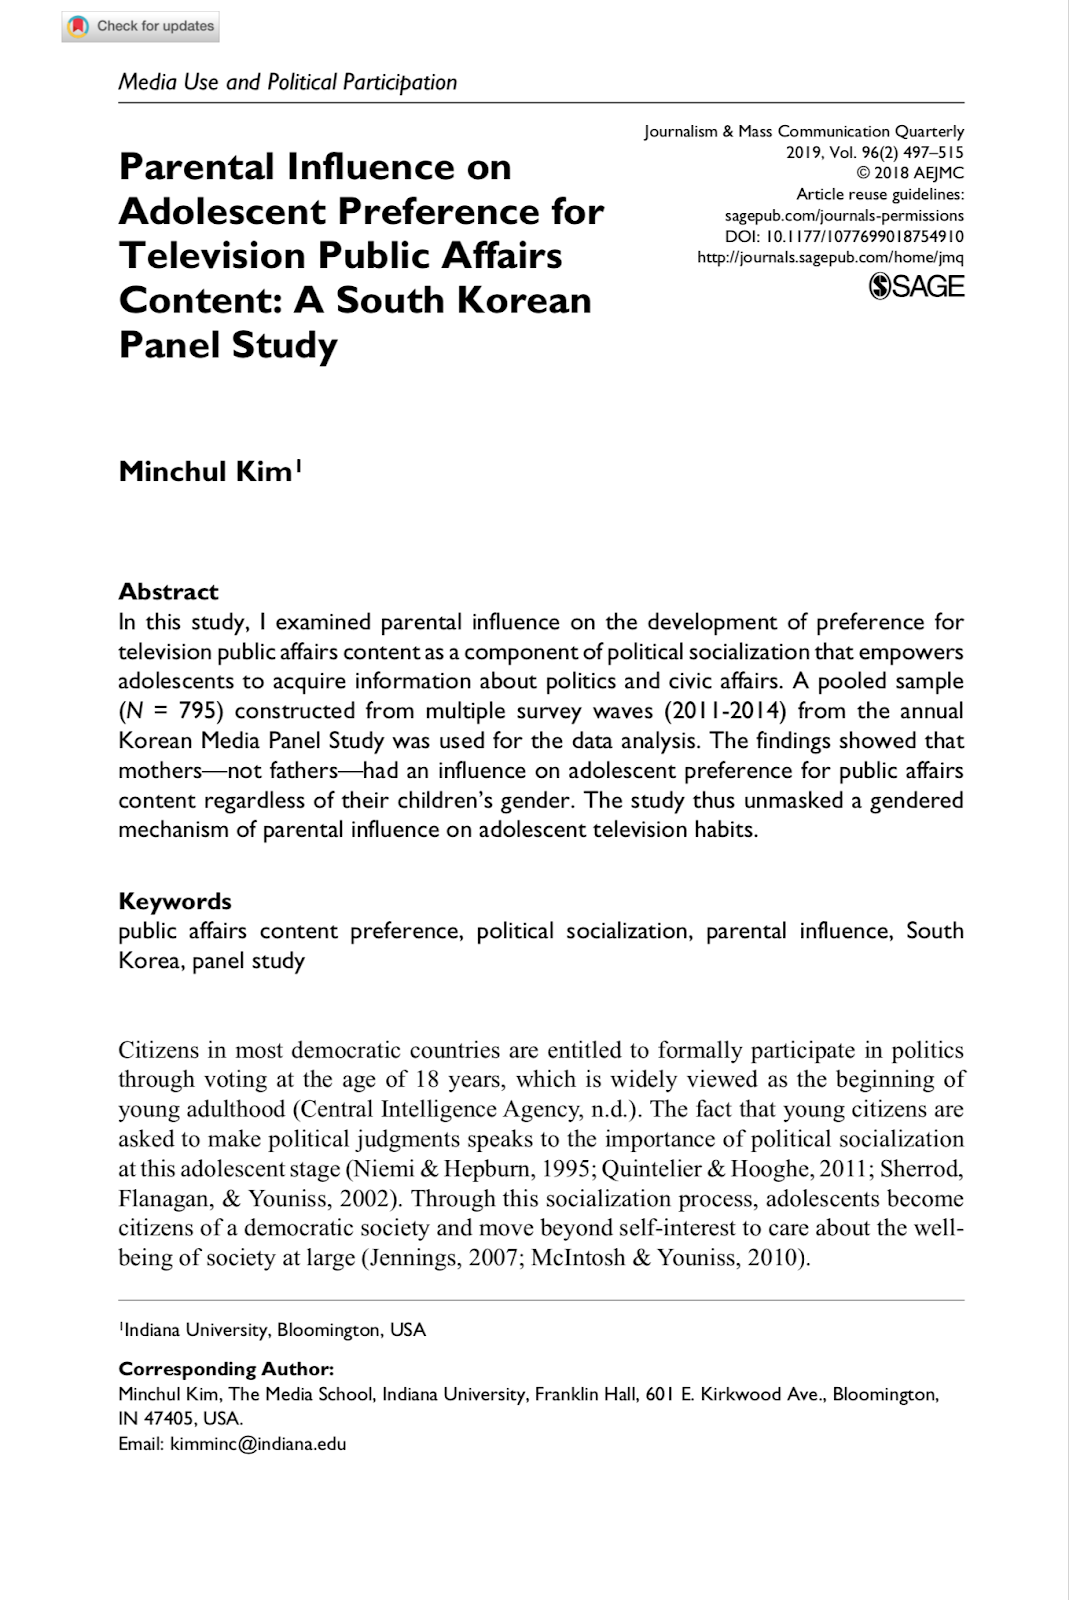 Check for updates
Media Use and Political Participation
Parental Influence on
Adolescent Preference for
Television Public Affairs
Content: A South Korean
Panel Study
Journalism & Mass Communication Quarterly
2019, Vol. 96(2) 497–515
© 2018 AEJMC
Article reuse guidelines:
sagepub.com/journals-permissions
DOI: 10.1177/1077699018754910
http://journals.sagepub.com/home/jmq
SAGE
Minchul Kim¹
Abstract
In this study, I examined parental influence on the development of preference for
television public affairs content as a component of political socialization that empowers
adolescents to acquire information about politics and civic affairs. A pooled sample
(N = 795) constructed from multiple survey waves (2011-2014) from the annual
Korean Media Panel Study was used for the data analysis. The findings showed that
mothers—not fathers—had an influence on adolescent preference for public affairs
content regardless of their children’s gender. The study thus unmasked a gendered
mechanism of parental influence on adolescent television habits.
Keywords
public affairs content preference, political socialization, parental influence, South
Korea, panel study
Citizens in most democratic countries are entitled to formally participate in politics
through voting at the age of 18 years, which is widely viewed as the beginning of
young adulthood (Central Intelligence Agency, n.d.). The fact that young citizens are
asked to make political judgments speaks to the importance of political socialization
at this adolescent stage (Niemi & Hepburn, 1995; Quintelier & Hooghe, 2011; Sherrod,
Flanagan, & Youniss, 2002). Through this socialization process, adolescents become
citizens of a democratic society and move beyond self-interest to care about the well-
being of society at large (Jennings, 2007; McIntosh & Youniss, 2010).
¹Indiana University, Bloomington, USA
Corresponding Author:
Minchul Kim, The Media School, Indiana University, Franklin Hall, 601 E. Kirkwood Ave., Bloomington,
IN 47405, USA.
Email: kimminc@indiana.edu